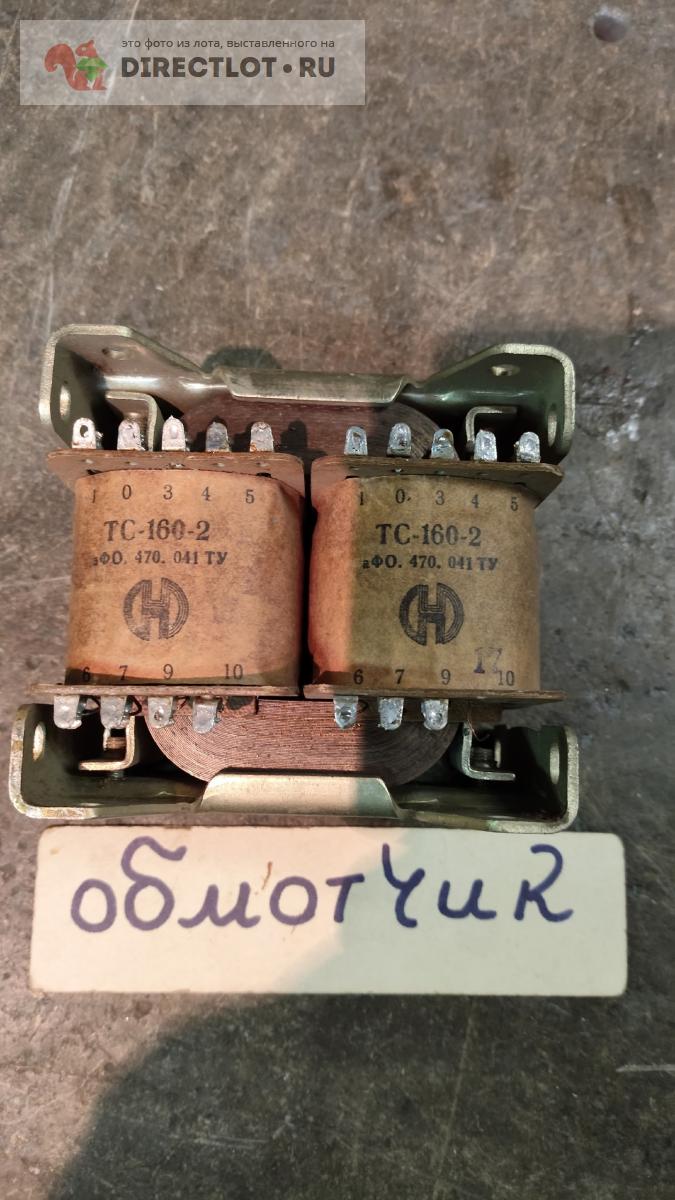 это фото из лота, выставленного на
DIRECTLOT•RU
1 0 3 4 5
ТС-160-2
аФО. 470. 041 ТУ
6 7 9 10
1 0. 3 4 5
ТС-160-2
аФО. 470. 041 ТУ
17
6 7 9 10
обмотчик